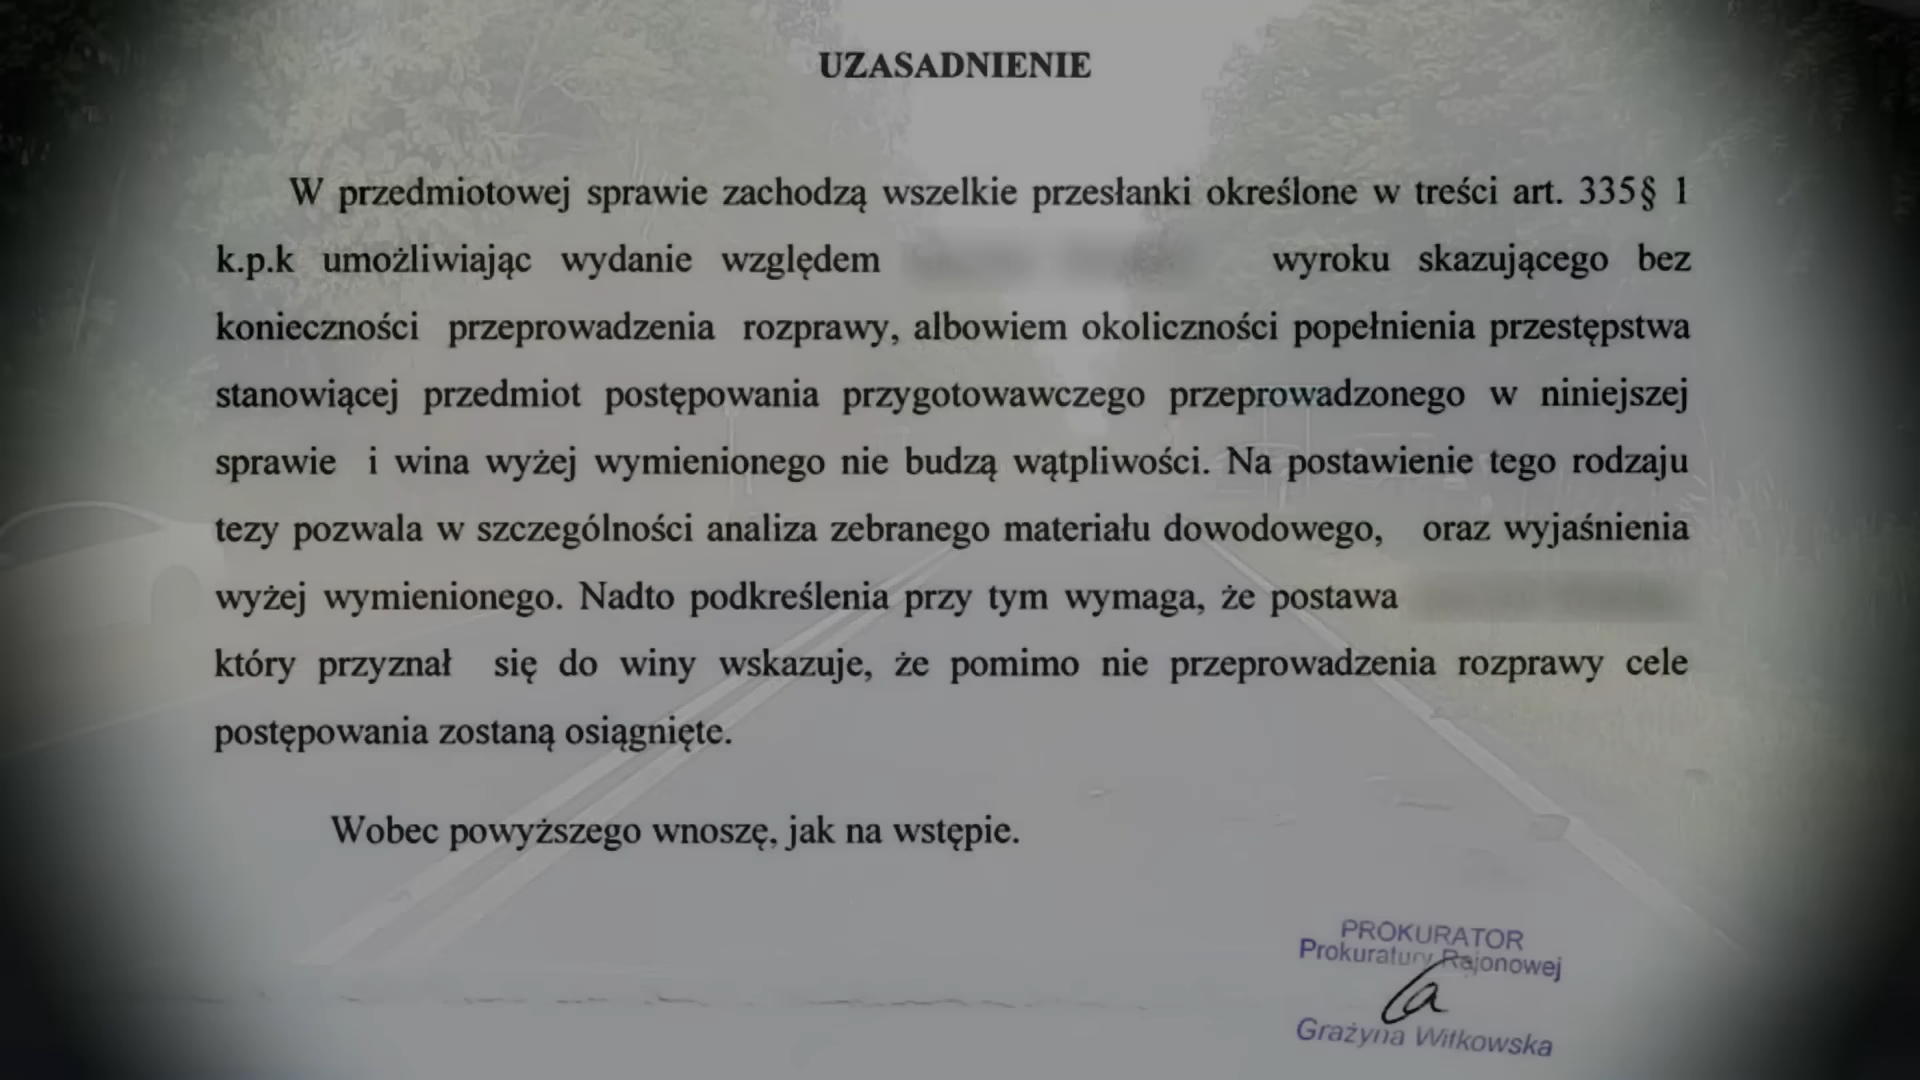 UZASADNIENIE
W przedmiotowej sprawie zachodzą wszelkie przesłanki określone w treści art. 335§ 1
k.p.k umożliwiając wydanie względem wyroku skazującego bez
konieczności przeprowadzenia rozprawy, albowiem okoliczności popełnienia przestępstwa
stanowiącej przedmiot postępowania przygotowawczego przeprowadzonego w niniejszej
sprawie i wina wyżej wymienionego nie budzą wątpliwości. Na postawienie tego rodzaju
tezy pozwala w szczególności analiza zebranego materiału dowodowego, oraz wyjaśnienia
wyżej wymienionego. Nadto podkreślenia przy tym wymaga, że postawa
który przyznał się do winy wskazuje, że pomimo nie przeprowadzenia rozprawy cele
postępowania zostaną osiągnięte.
Wobec powyższego wnoszę, jak na wstępie.
PROKURATOR
Prokuratury Rejonowej
Grażyna Witkowska